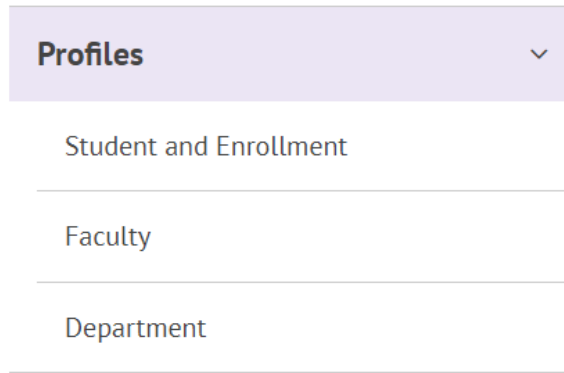 Profiles
Student and Enrollment
Faculty
Department